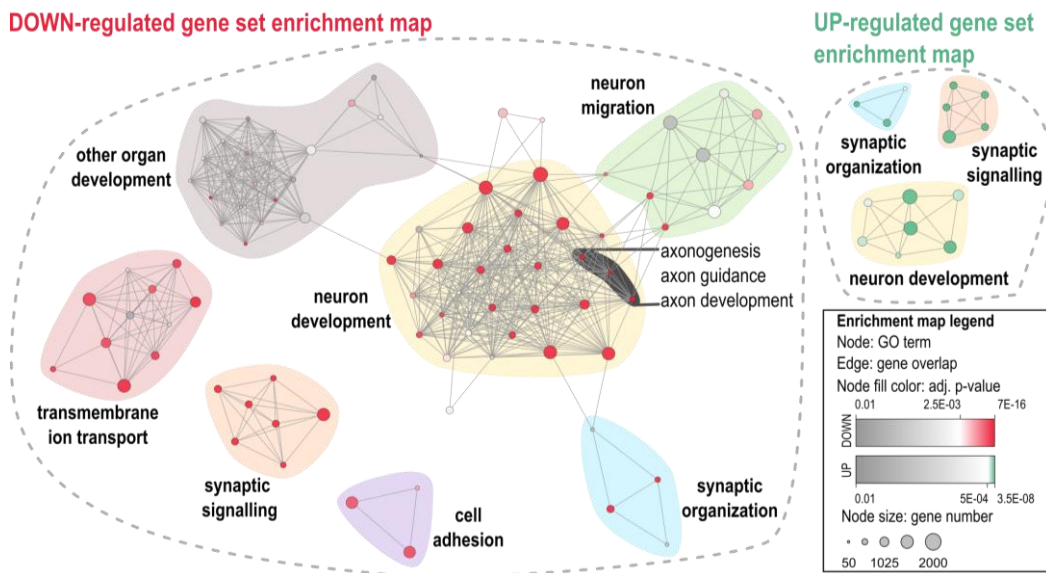 DOWN-regulated gene set enrichment map
UP-regulated gene set
enrichment map
neuron
migration
other organ
development
synaptic
organization
synaptic
signalling
neuron development
axonogenesis
axon guidance
axon development
neuron
development
transmembrane
ion transport
synaptic
signalling
cell
adhesion
synaptic
organization
Enrichment map legend
Node: GO term
Edge: gene overlap
Node fill color: adj. p-value
0.01 2.5E-03 7E-16
DOWN
UP
0.01 5E-04 3.5E-08
Node size: gene number
50 1025 2000